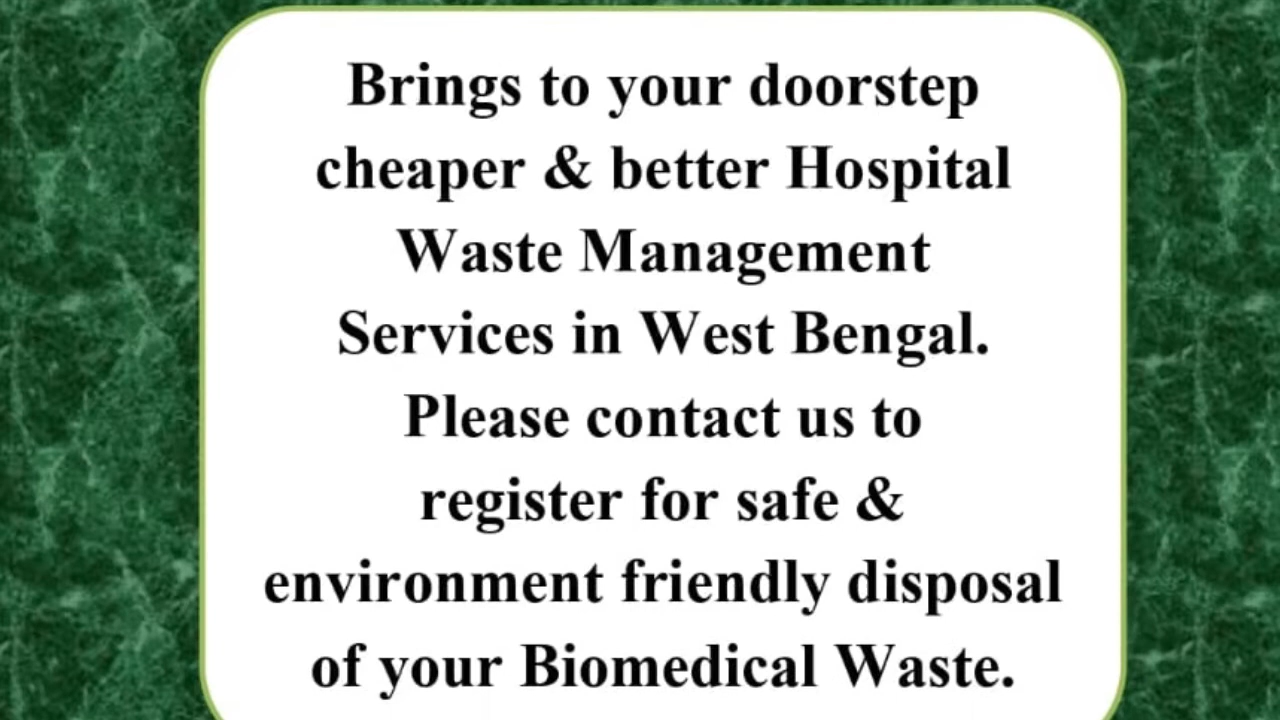 Brings to your doorstep
cheaper & better Hospital
Waste Management
Services in West Bengal.
Please contact us to
register for safe &
environment friendly disposal
of your Biomedical Waste.